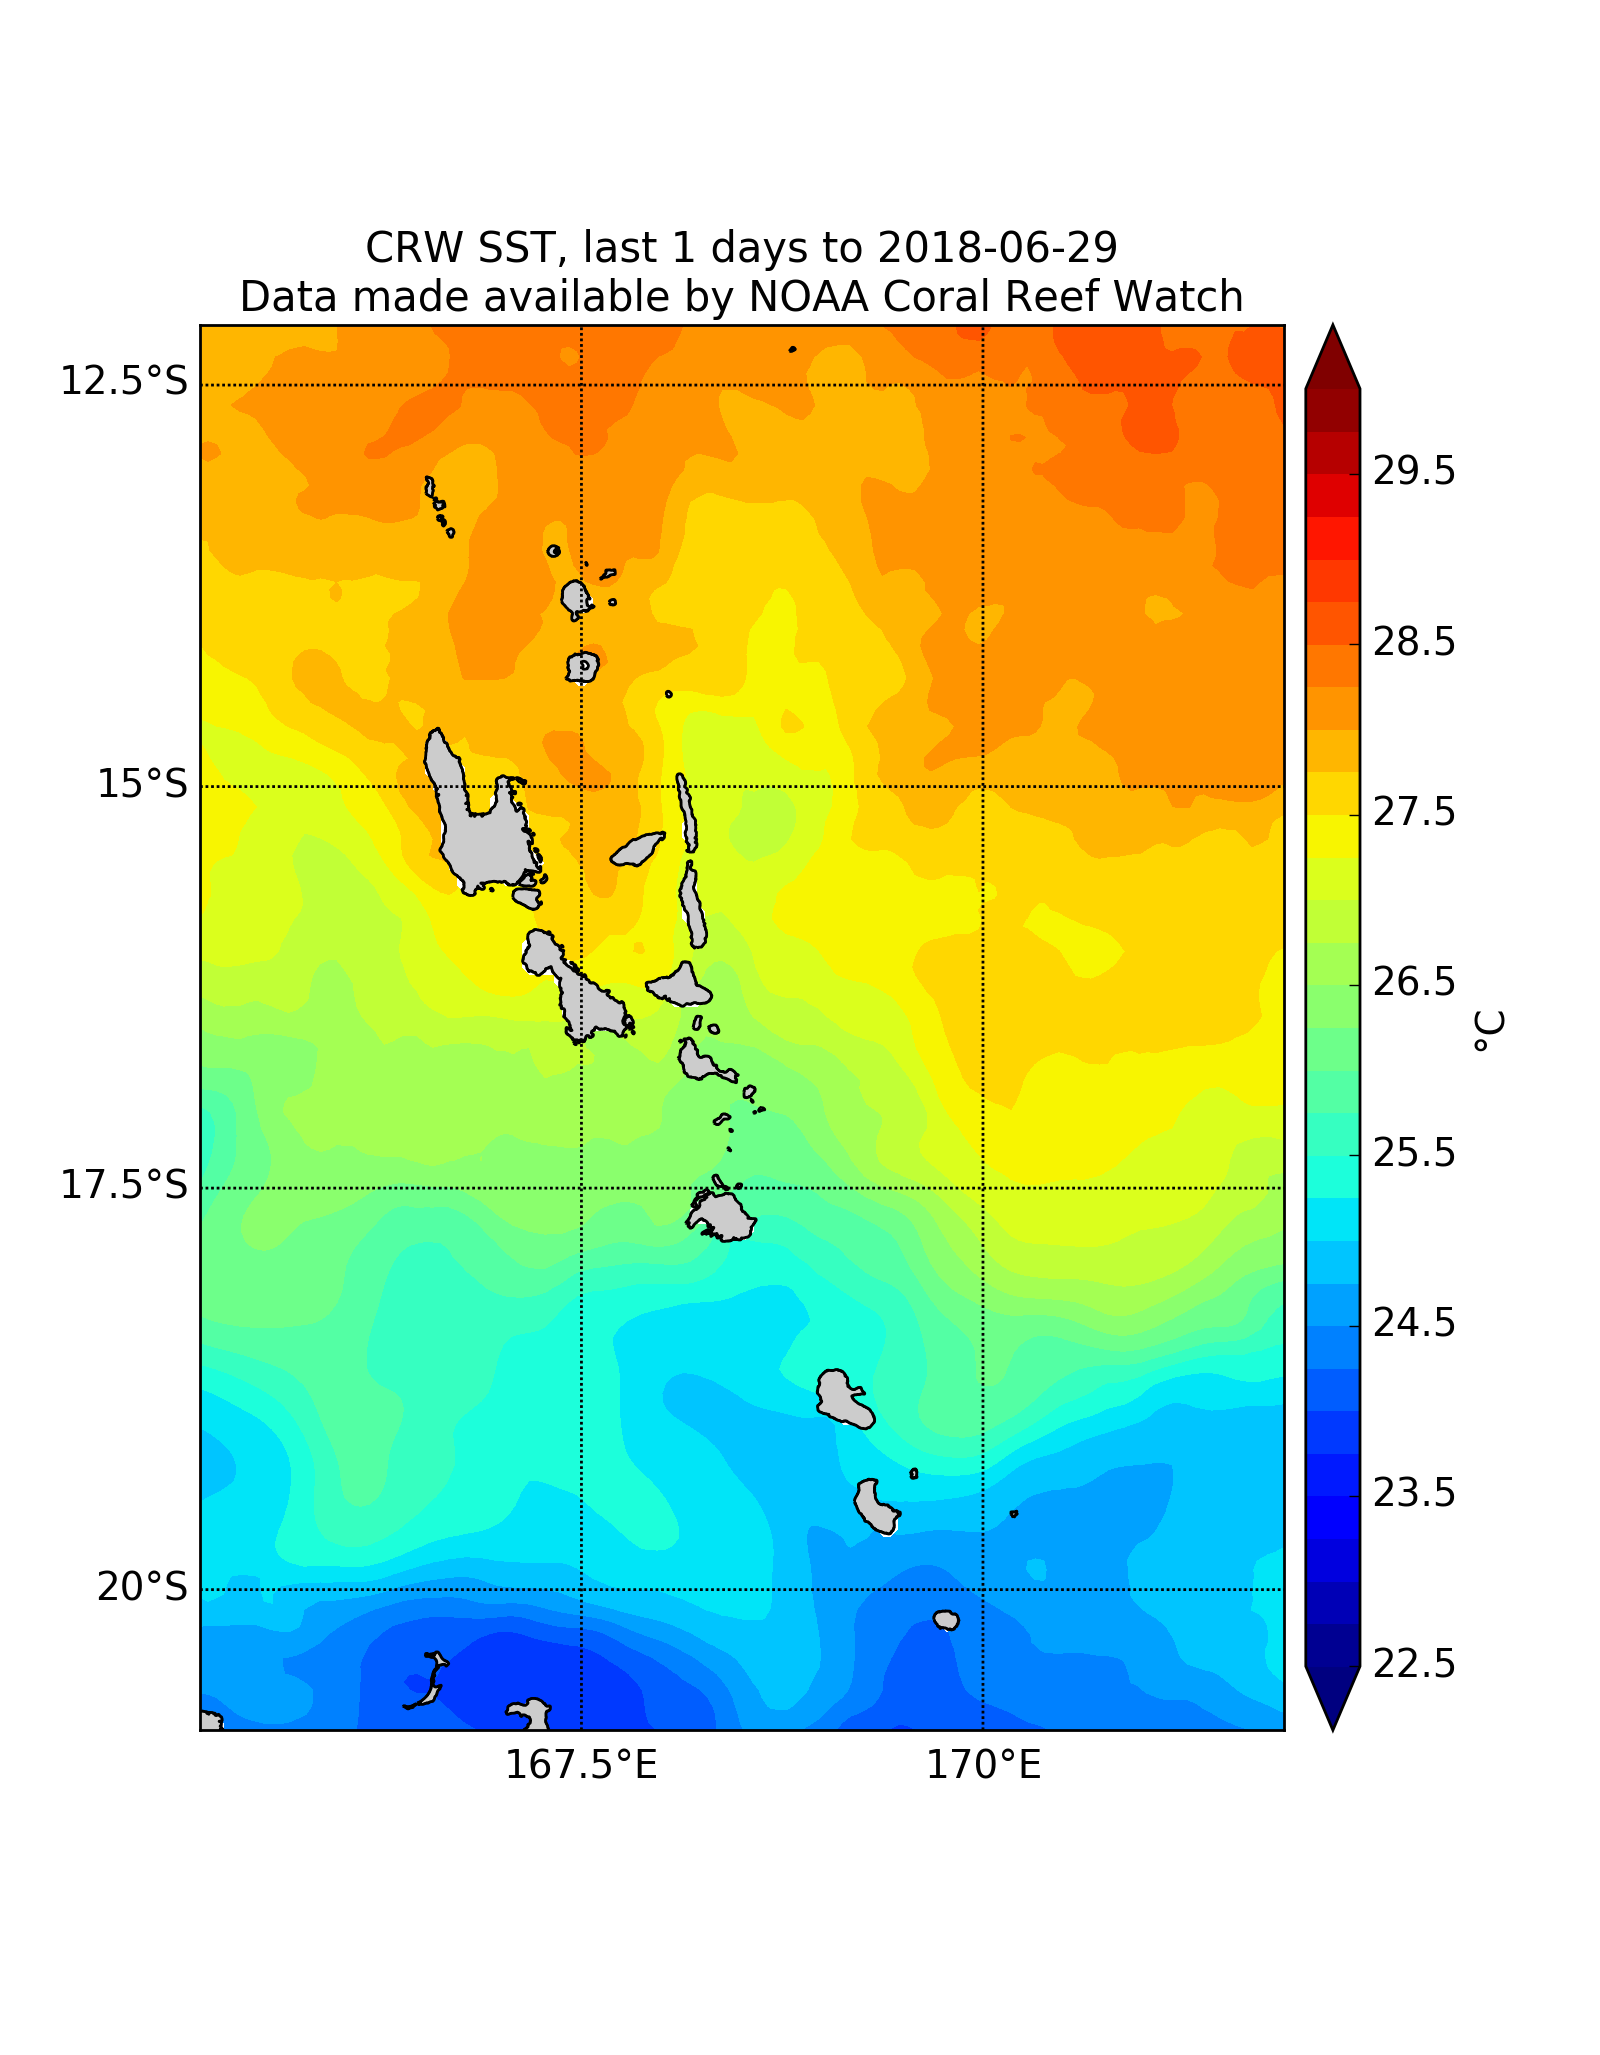 CRW SST, last 1 days to 2018-06-29
Data made available by NOAA Coral Reef Watch
12.5°S
15°S
17.5°S
20°S
167.5°E
170°E
29.5
28.5
27.5
26.5
25.5
24.5
23.5
22.5
°C